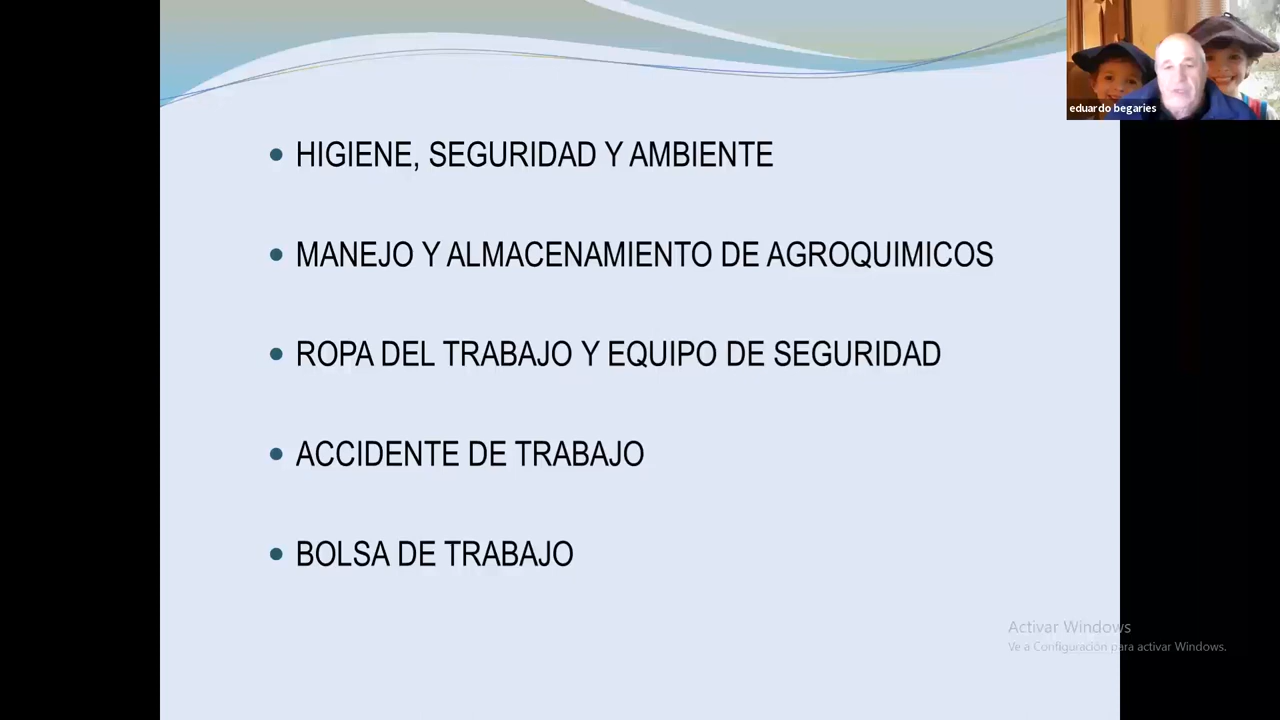 eduardo begaries
HIGIENE, SEGURIDAD Y AMBIENTE
MANEJO Y ALMACENAMIENTO DE AGROQUIMICOS
ROPA DEL TRABAJO Y EQUIPO DE SEGURIDAD
ACCIDENTE DE TRABAJO
BOLSA DE TRABAJO
Activar Windows
Ve a Configuración para activar Windows.